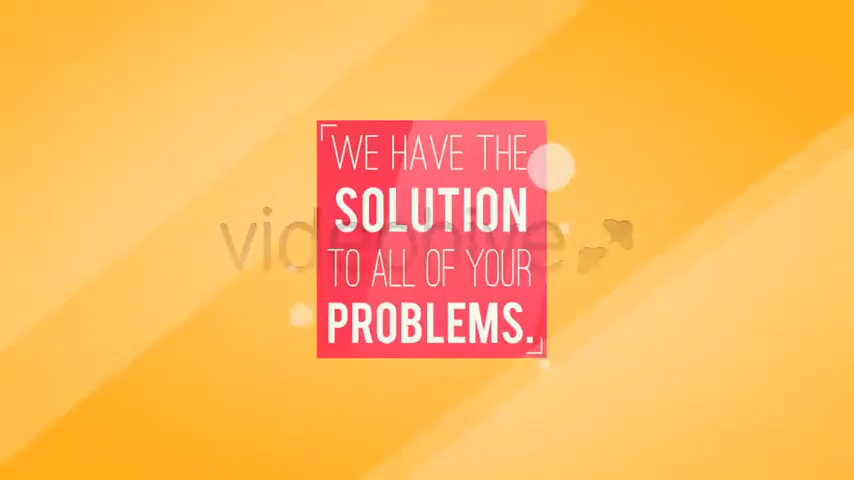 WE HAVE THE
SOLUTION
videohive
TO ALL OF YOUR
PROBLEMS.